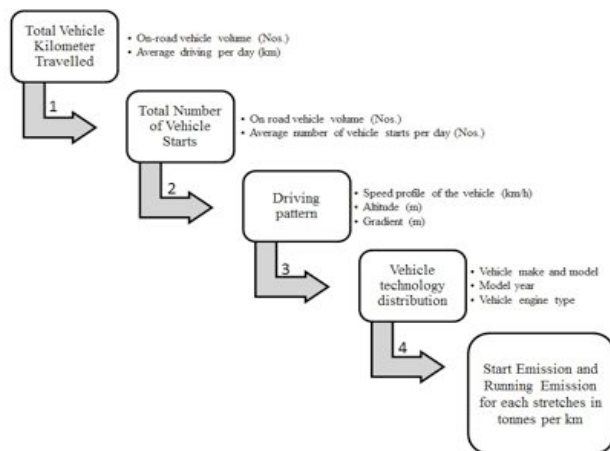 Total Vehicle
Kilometer
Travelled
• On-road vehicle volume (Nos.)
• Average driving per day (km)
1
Total Number
of Vehicle
Starts
• On road vehicle volume (Nos.)
• Average number of vehicle starts per day (Nos.)
2
Driving
pattern
• Speed profile of the vehicle (km/h)
• Altitude (m)
• Gradient (m)
3
Vehicle
technology
distribution
• Vehicle make and model
• Model year
• Vehicle engine type
4
Start Emission and
Running Emission
for each stretches in
tonnes per km